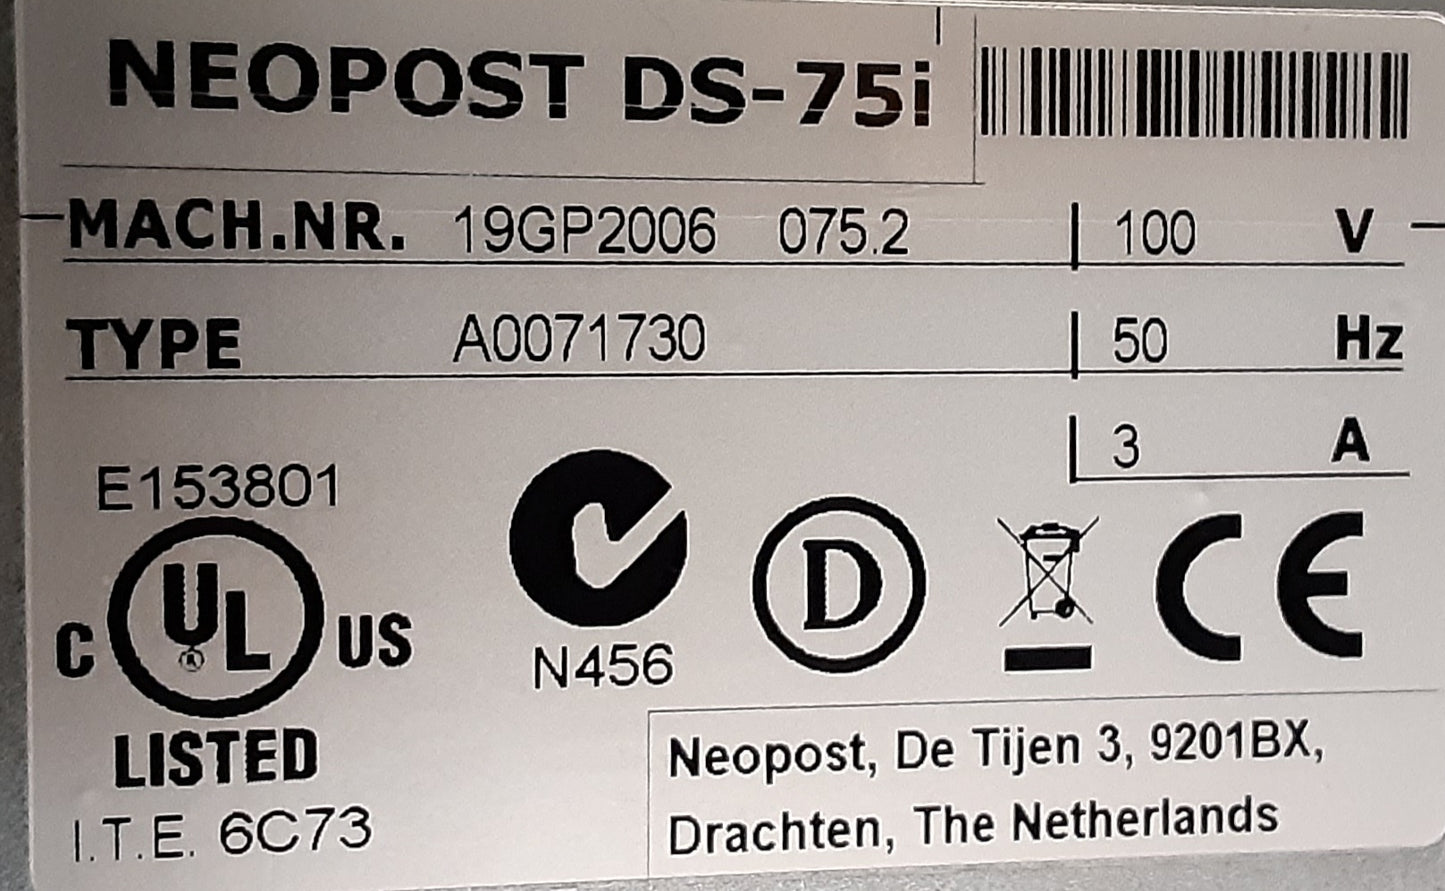 NEOPOST DS-75i
MACH.NR. 19GP2006 075.2 100 V
TYPE A0071730 50 Hz
3 A
E153801
C UL ® US
LISTED
I.T.E. 6C73
N456
D
CE
Neopost, De Tijen 3, 9201BX,
Drachten, The Netherlands